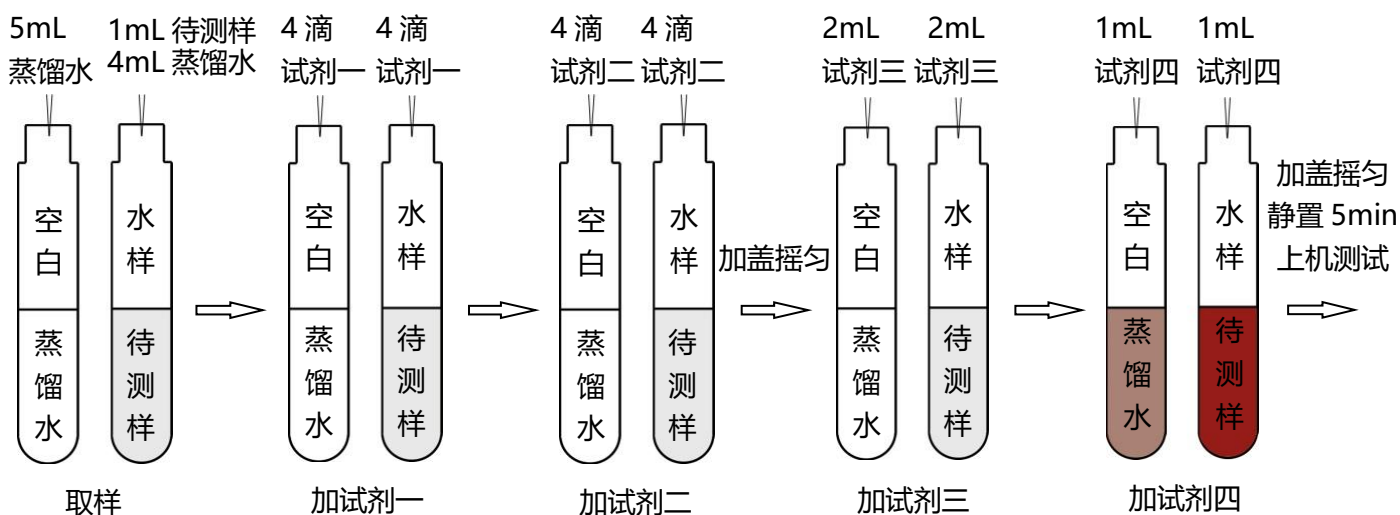 5mL
蒸馏水
1mL 待测样
4mL 蒸馏水
空白
蒸馏水
水样
待测样
取样
4 滴
试剂一
4 滴
试剂一
空白
蒸馏水
水样
待测样
加试剂一
4 滴
试剂二
4 滴
试剂二
空白
蒸馏水
水样
待测样
加试剂二
加盖摇匀
2mL
试剂三
2mL
试剂三
空白
蒸馏水
水样
待测样
加试剂三
1mL
试剂四
1mL
试剂四
空白
蒸馏水
水样
待测样
加试剂四
加盖摇匀
静置 5min
上机测试